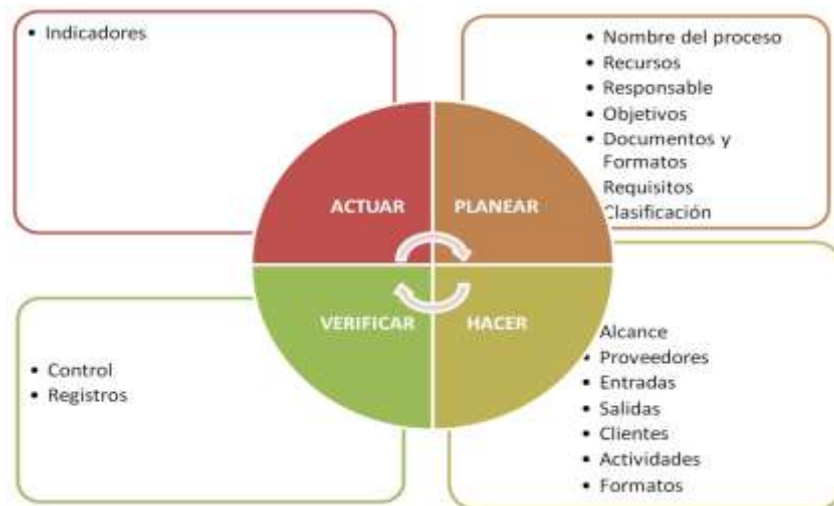 • Indicadores
• Nombre del proceso
• Recursos
• Responsable
• Objetivos
• Documentos y
Formatos
Requisitos
Clasificación
ACTUAR
PLANEAR
VERIFICAR
HACER
• Control
• Registros
Alcance
• Proveedores
• Entradas
• Salidas
• Clientes
• Actividades
• Formatos